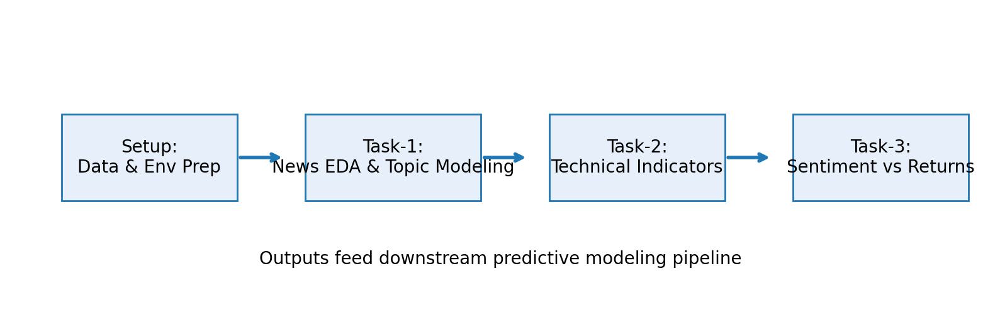 Setup:
Data & Env Prep
Task-1:
News EDA & Topic Modeling
Task-2:
Technical Indicators
Task-3:
Sentiment vs Returns
Outputs feed downstream predictive modeling pipeline